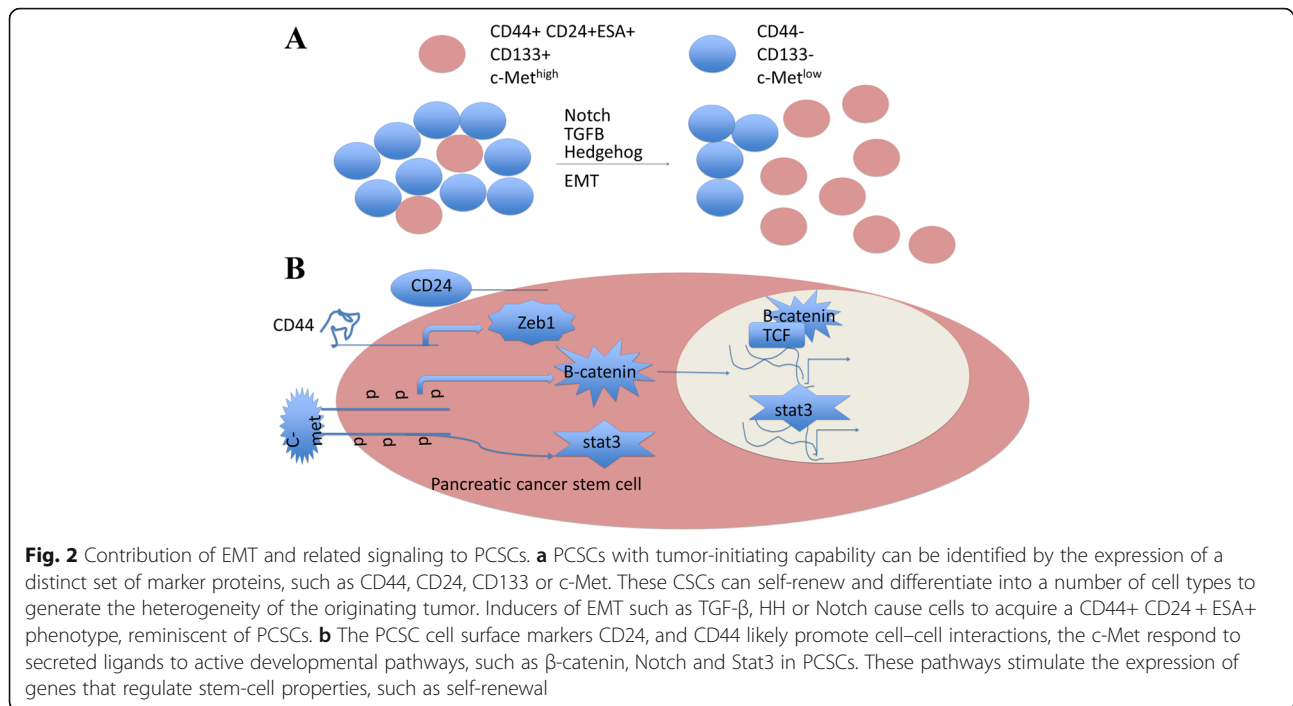 A
CD44+ CD24+ESA+
CD133+
c-Methigh
CD44-
CD133-
c-Metlow
Notch
TGFB
Hedgehog
EMT
B
CD24
CD44
Zeb1
B-catenin
TCF
B-catenin
p p p
C-met
p p p
stat3
stat3
Pancreatic cancer stem cell
Fig. 2 Contribution of EMT and related signaling to PCSCs. a PCSCs with tumor-initiating capability can be identified by the expression of a
distinct set of marker proteins, such as CD44, CD24, CD133 or c-Met. These CSCs can self-renew and differentiate into a number of cell types to
generate the heterogeneity of the originating tumor. Inducers of EMT such as TGF-β, HH or Notch cause cells to acquire a CD44+ CD24 + ESA+
phenotype, reminiscent of PCSCs. b The PCSC cell surface markers CD24, and CD44 likely promote cell–cell interactions, the c-Met respond to
secreted ligands to active developmental pathways, such as β-catenin, Notch and Stat3 in PCSCs. These pathways stimulate the expression of
genes that regulate stem-cell properties, such as self-renewal